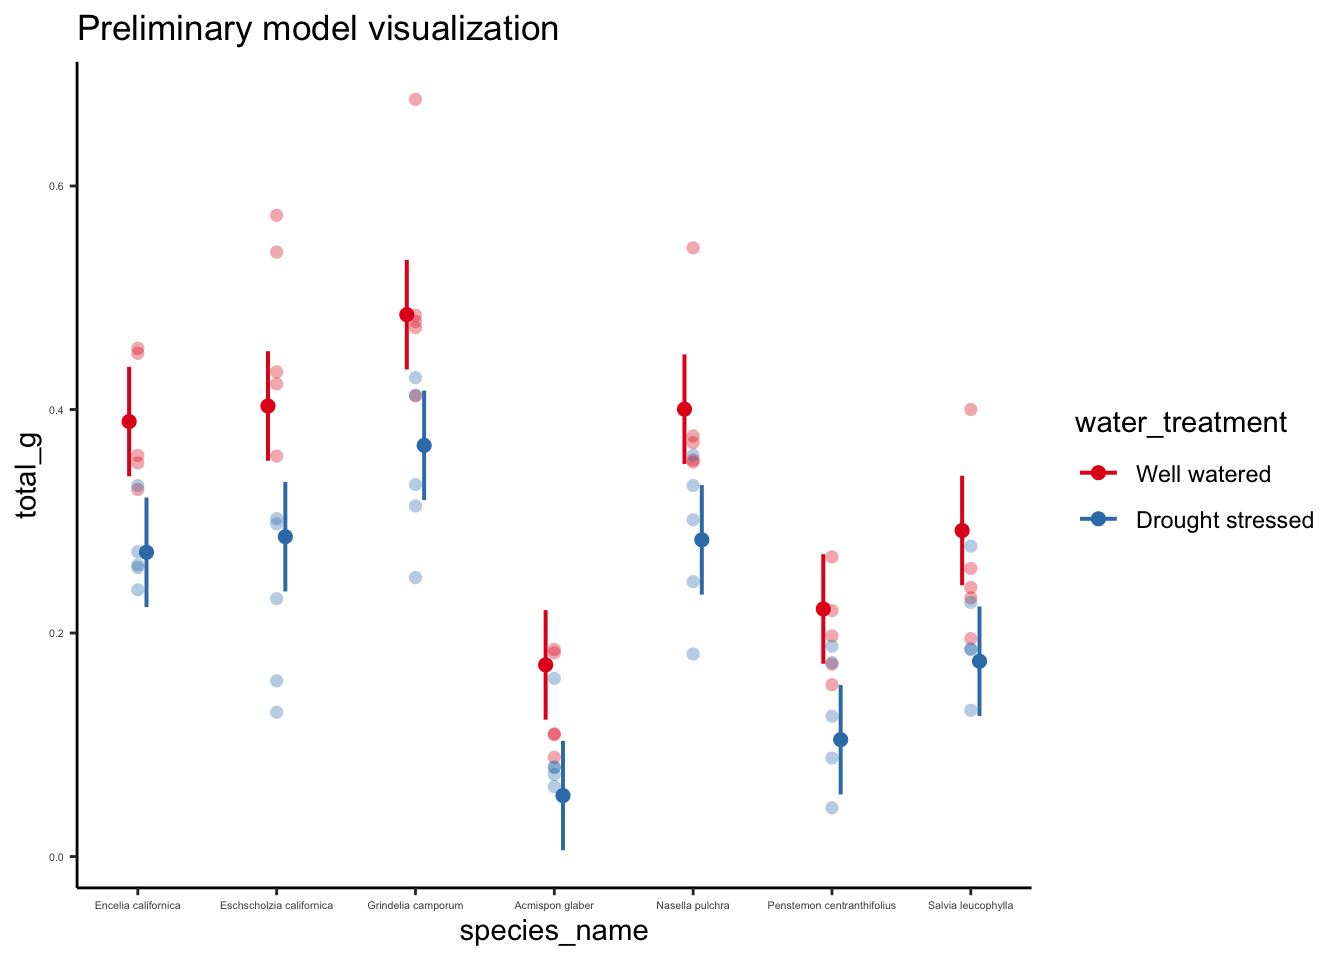 Preliminary model visualization
total_g
0.6
0.4
0.2
0.0
Encelia californica
Eschscholzia californica
Grindelia camporum
Acmispon glaber
Nasella pulchra
Penstemon centranthifolius
Salvia leucophylla
species_name
water_treatment
Well watered
Drought stressed